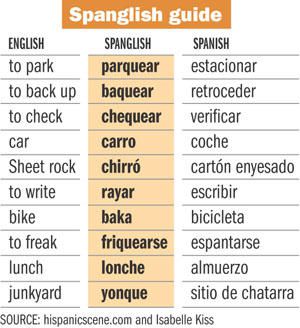 Spanglish guide
ENGLISH SPANGLISH SPANISH
to park parquear estacionar
to back up baquear retroceder
to check chequear verificar
car carro coche
Sheet rock chirró cartón enyesado
to write rayar escribir
bike baka bicicleta
to freak friquearse espantarse
lunch lonche almuerzo
junkyard yonque sitio de chatarra
SOURCE: hispanicscene.com and Isabelle Kiss